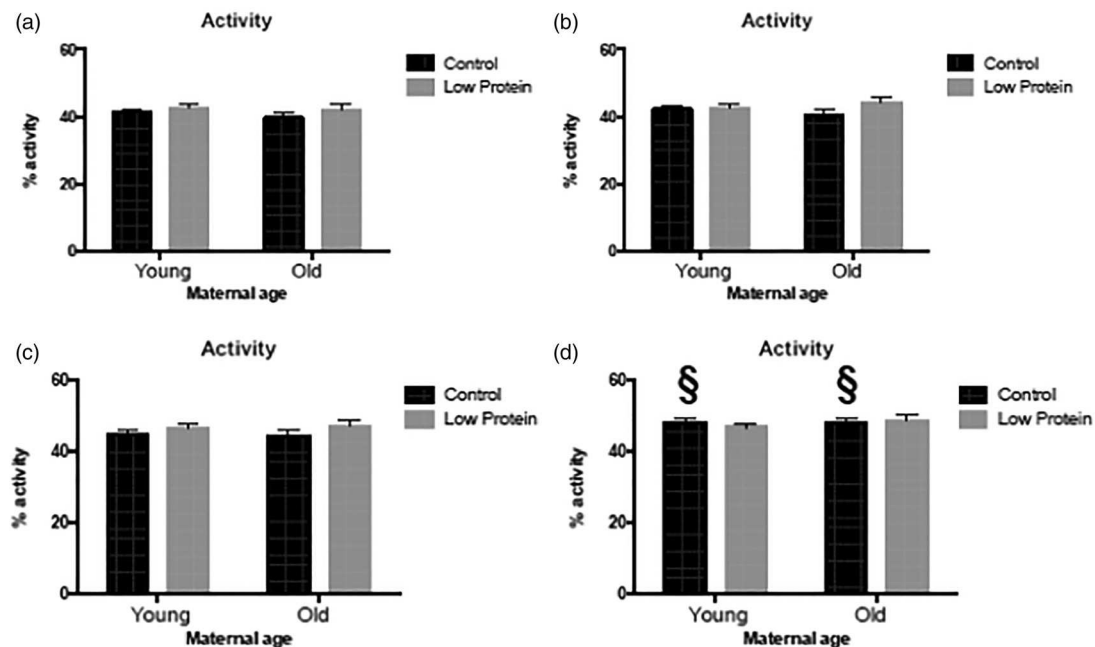 (a)
Activity
60
40
20
0
% activity
Young
Old
Maternal age
Control
Low Protein
(b)
Activity
60
40
20
0
% activity
Young
Old
Maternal age
Control
Low Protein
(c)
Activity
60
40
20
0
% activity
Young
Old
Maternal age
Control
Low Protein
(d)
Activity
60
40
20
0
% activity
§
§
Young
Old
Maternal age
Control
Low Protein